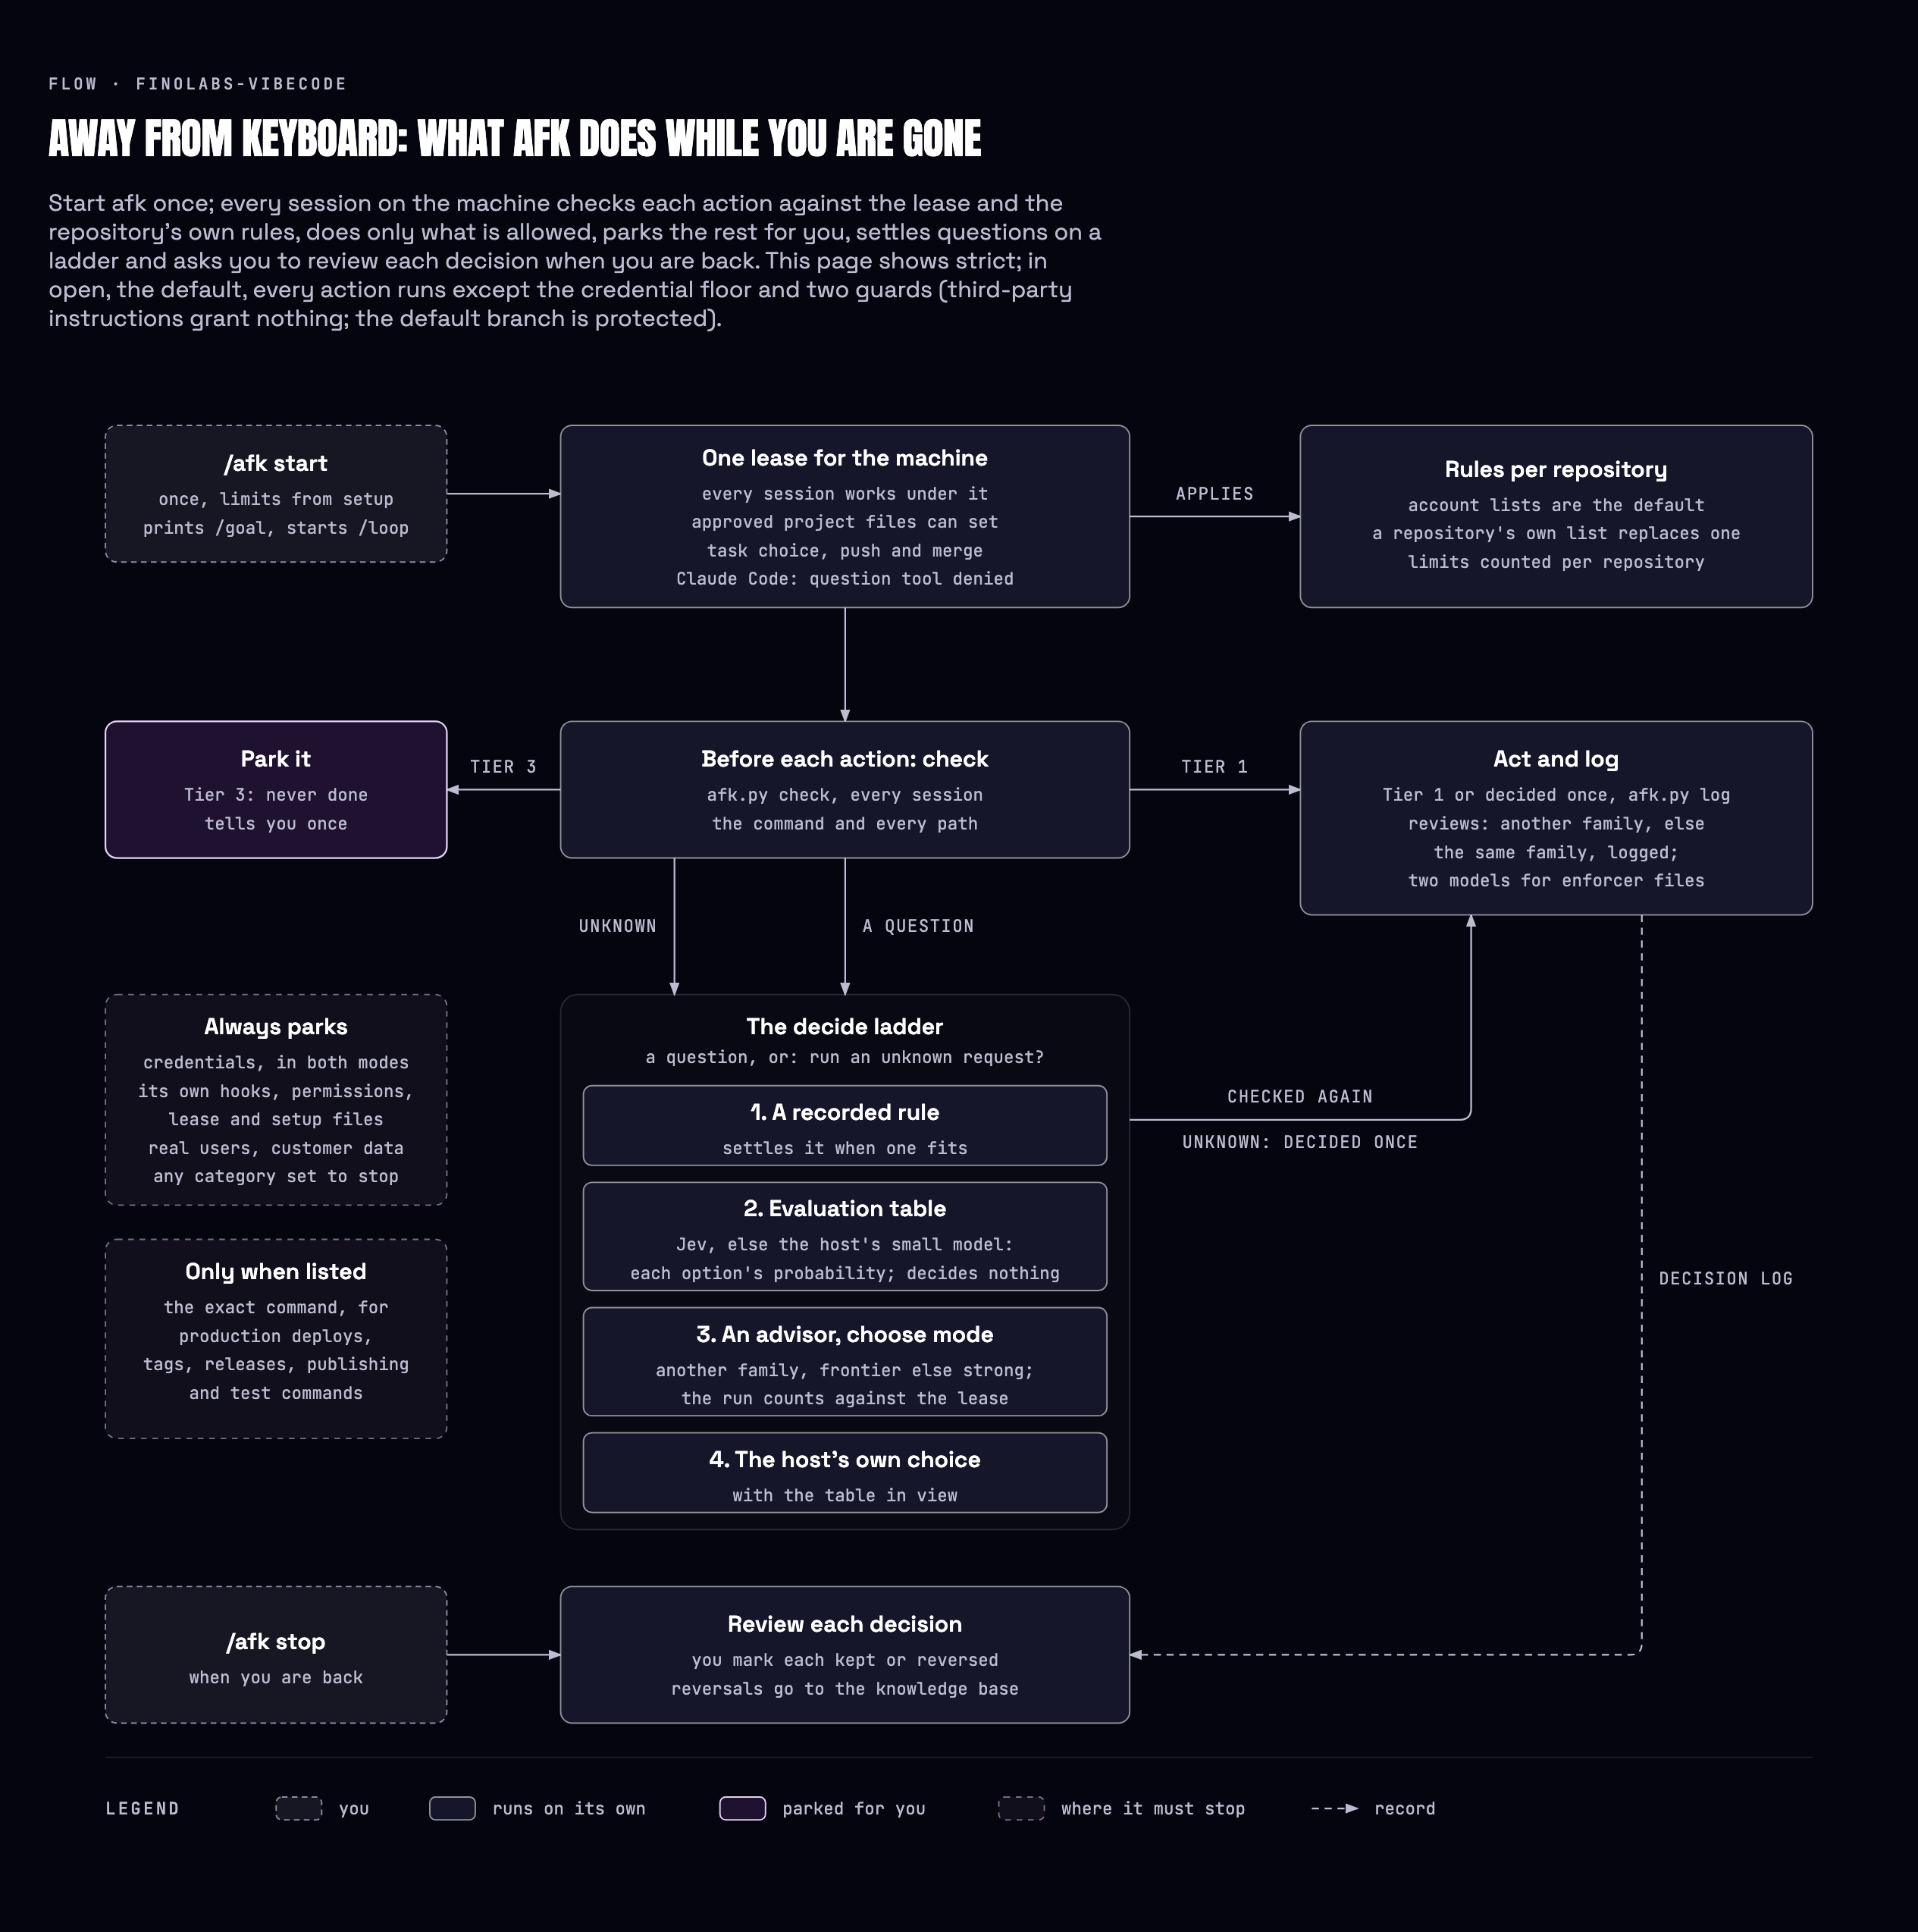 FLOW · FINOLABS-VIBECODE
AWAY FROM KEYBOARD: WHAT AFK DOES WHILE YOU ARE GONE
Start afk once; every session on the machine checks each action against the lease and the
repository’s own rules, does only what is allowed, parks the rest for you, settles questions on a
ladder and asks you to review each decision when you are back. This page shows strict; in
open, the default, every action runs except the credential floor and two guards (third-party
instructions grant nothing; the default branch is protected).
/afk start
once, limits from setup
prints /goal, starts /loop
One lease for the machine
every session works under it
approved project files can set
task choice, push and merge
Claude Code: question tool denied
APPLIES
Rules per repository
account lists are the default
a repository's own list replaces one
limits counted per repository
Park it
Tier 3: never done
tells you once
TIER 3
Before each action: check
afk.py check, every session
the command and every path
TIER 1
Act and log
Tier 1 or decided once, afk.py log
reviews: another family, else
the same family, logged;
two models for enforcer files
UNKNOWN
A QUESTION
Always parks
credentials, in both modes
its own hooks, permissions,
lease and setup files
real users, customer data
any category set to stop
Only when listed
the exact command, for
production deploys,
tags, releases, publishing
and test commands
The decide ladder
a question, or: run an unknown request?
1. A recorded rule
settles it when one fits
2. Evaluation table
Jev, else the host's small model:
each option's probability; decides nothing
3. An advisor, choose mode
another family, frontier else strong;
the run counts against the lease
4. The host’s own choice
with the table in view
CHECKED AGAIN
UNKNOWN: DECIDED ONCE
DECISION LOG
/afk stop
when you are back
Review each decision
you mark each kept or reversed
reversals go to the knowledge base
LEGEND
you
runs on its own
parked for you
where it must stop
record